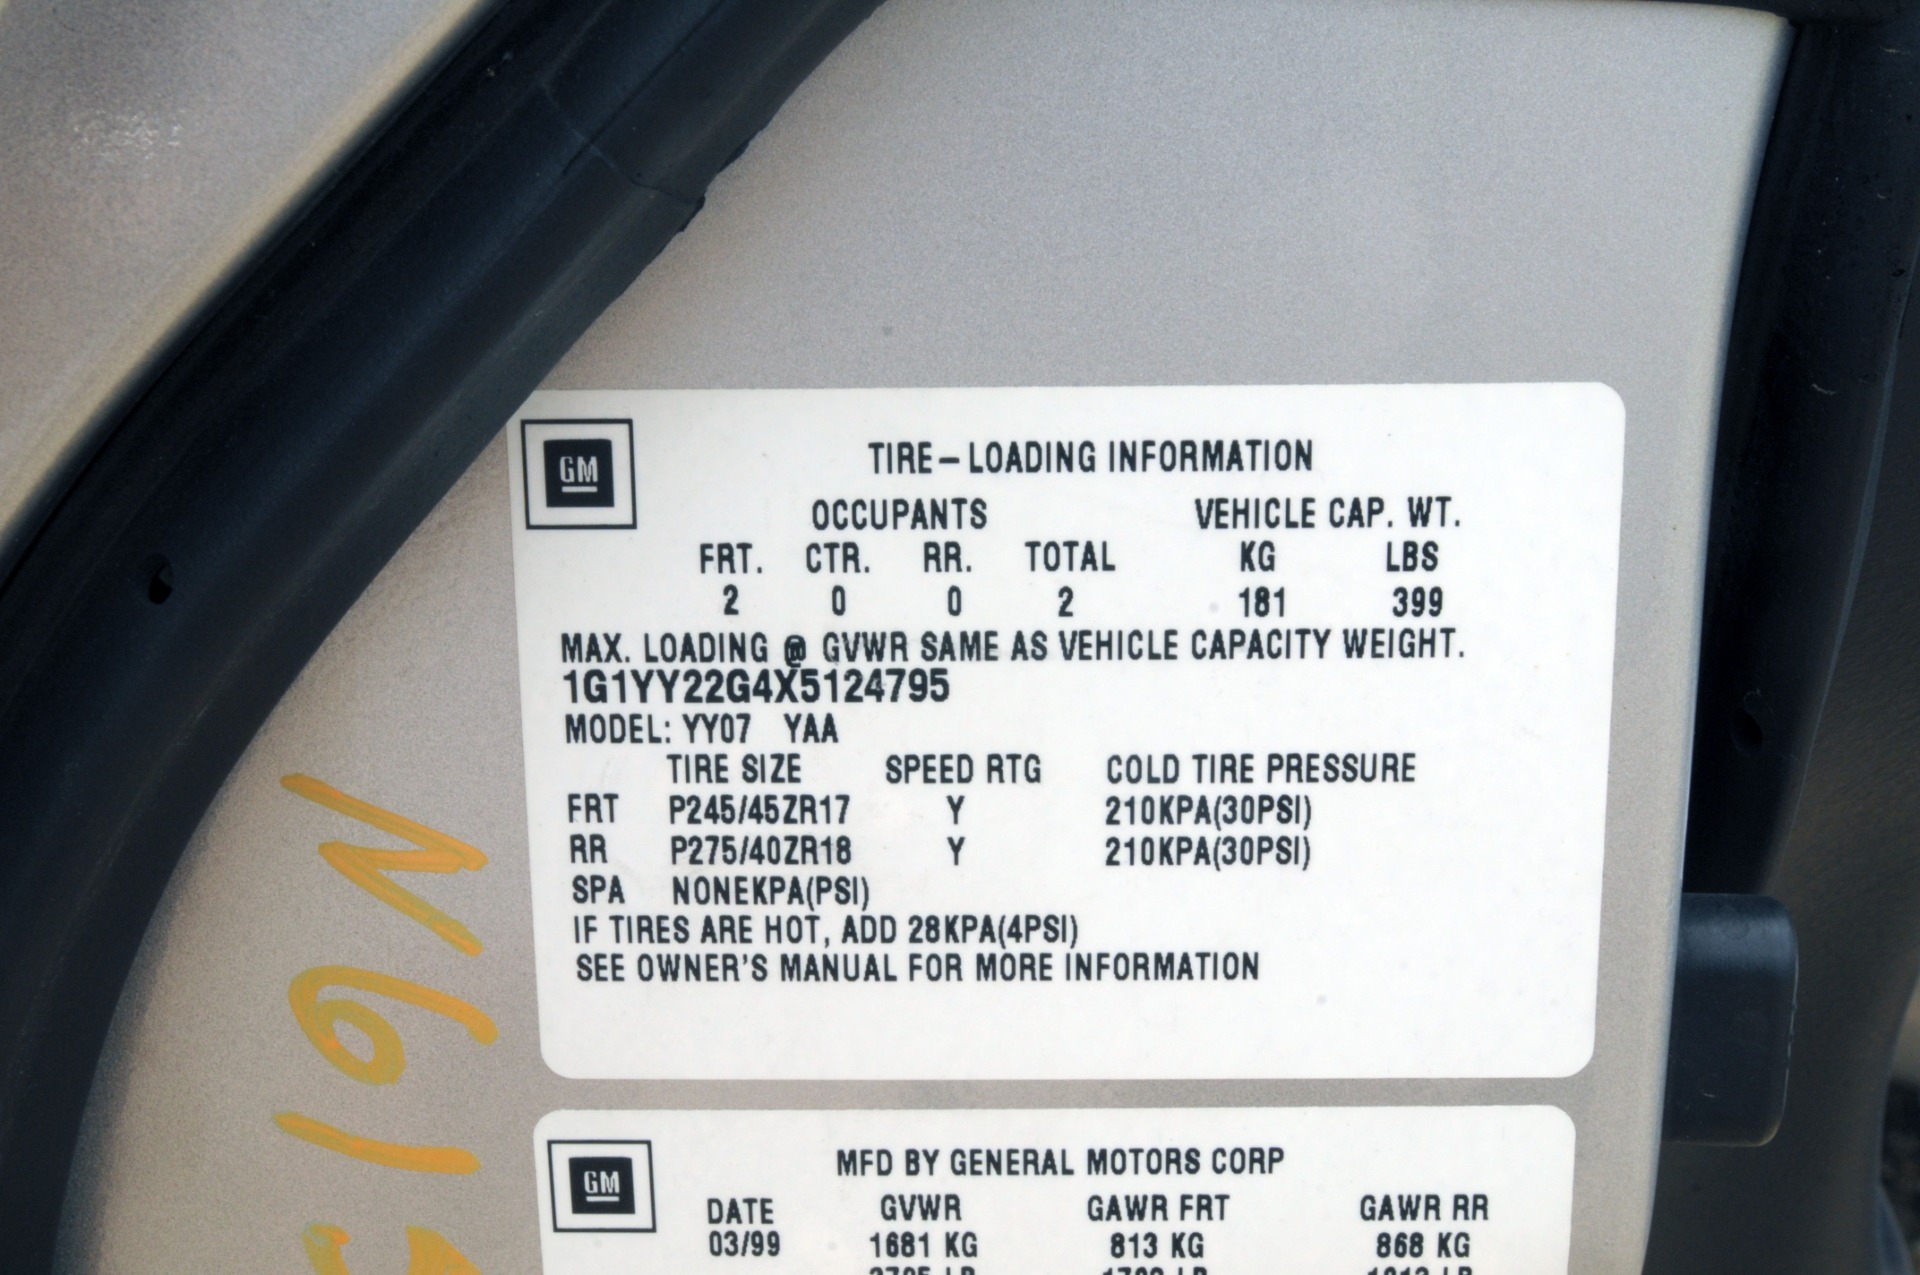 GM
TIRE-LOADING INFORMATION
OCCUPANTS VEHICLE CAP. WT.
FRT. CTR. RR. TOTAL KG LBS
2 0 0 2 181 399
MAX. LOADING @ GVWR SAME AS VEHICLE CAPACITY WEIGHT.
1G1YY22G4X5124795
MODEL: YY07 YAA
TIRE SIZE SPEED RTG COLD TIRE PRESSURE
FRT P245/45ZR17 Y 210KPA(30PSI)
RR P275/40ZR18 Y 210KPA(30PSI)
SPA NONEKPA(PSI)
IF TIRES ARE HOT, ADD 28KPA(4PSI)
SEE OWNER'S MANUAL FOR MORE INFORMATION
GM
MFD BY GENERAL MOTORS CORP
DATE GVWR GAWR FRT GAWR RR
03/99 1681 KG 813 KG 868 KG
N61